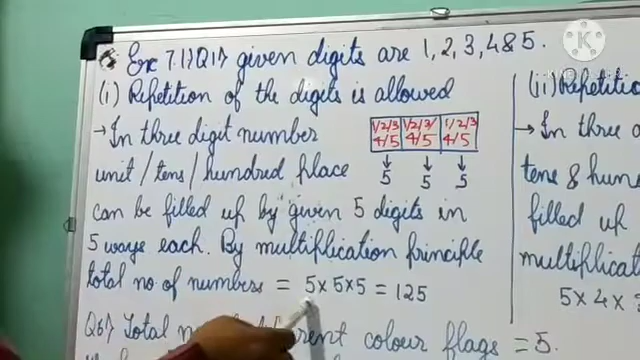 Exc 7.1) Q1) given digits are 1, 2, 3, 4 & 5.
(i) Repetition of the digits is allowed
→ In three digit number
unit / tens / hundred place
can be filled up by given 5 digits in
5 ways each. By multiplication principle
total no of numbers = 5 x 5 x 5 = 125
Q6) Total colour flags = 5.
1/2/3 1/2/3/ 1/2/3
4/5 4/5 4/5
↓ ↓ ↓
5 5 5
(ii)
→ In three
tens &
filled up
multiplica
5 x 4 x
K
KINEMASTER